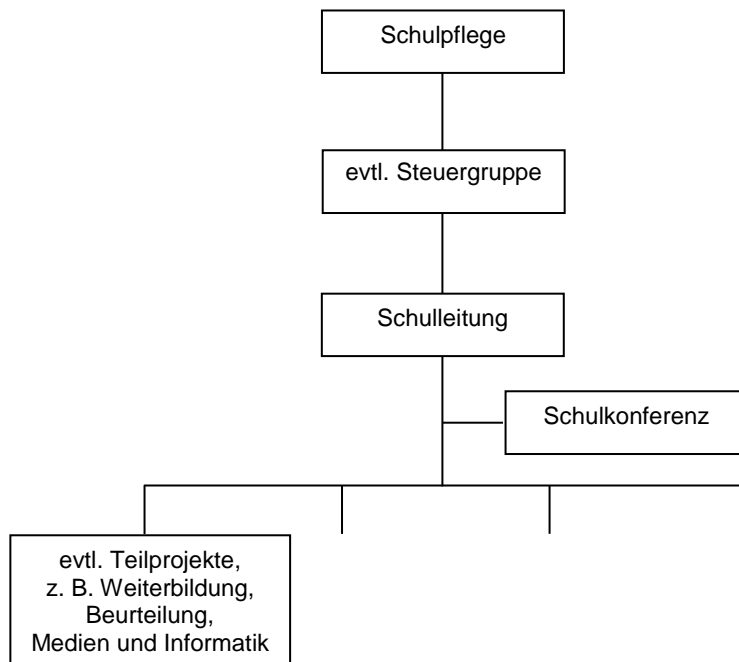 Schulpflege
evtl. Steuergruppe
Schulleitung
Schulkonferenz
evtl. Teilprojekte,
z. B. Weiterbildung,
Beurteilung,
Medien und Informatik